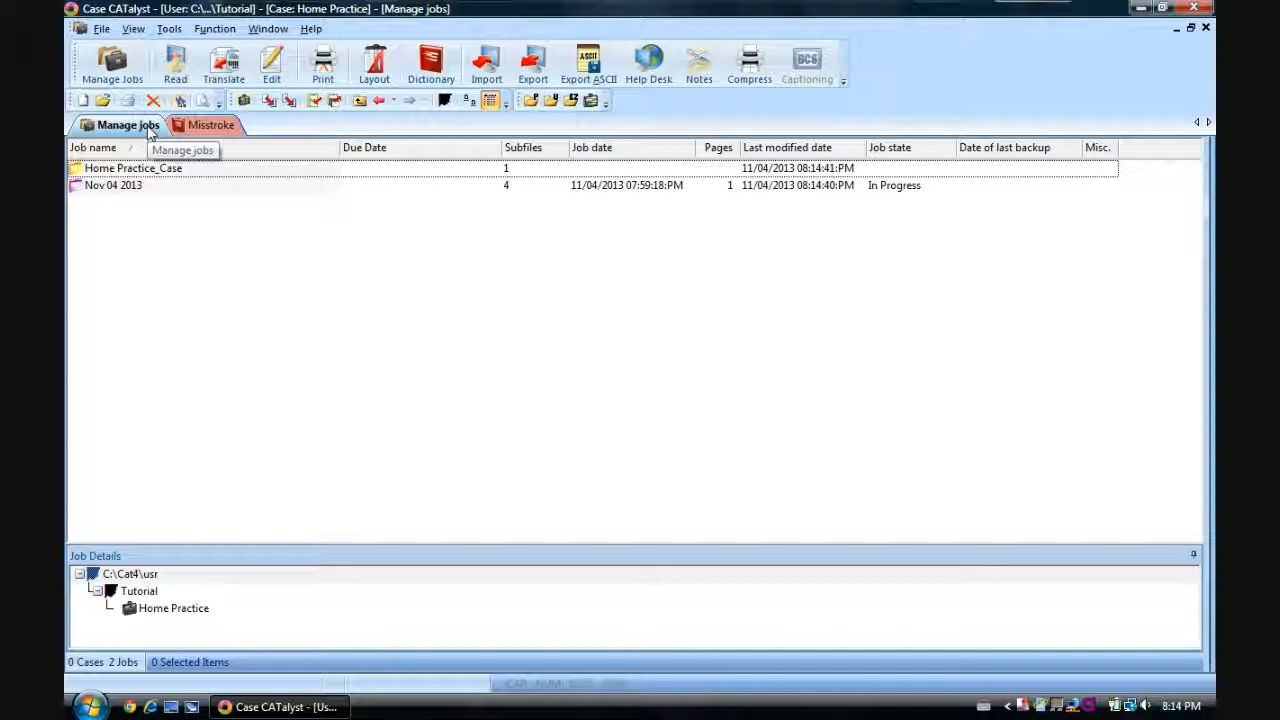 Case CATalyst - [User: C:\...\Tutorial] - [Case: Home Practice] - [Manage jobs]
File View Tools Function Window Help
Manage Jobs Read Translate Edit Print Layout Dictionary Import Export Export ASCII Help Desk Notes Compress Captioning
ASCII
BCS
Manage jobs Misstroke
Job name Due Date Subfiles Job date Pages Last modified date Job state Date of last backup Misc.
Manage jobs
Home Practice_Case 1 11/04/2013 08:14:41:PM
Nov 04 2013 4 11/04/2013 07:59:18:PM 1 11/04/2013 08:14:40:PM In Progress
Job Details
C:\Cat4\usr
Tutorial
Home Practice
0 Cases 2 Jobs 0 Selected Items
Case CATalyst - [Us... 8:14 PM